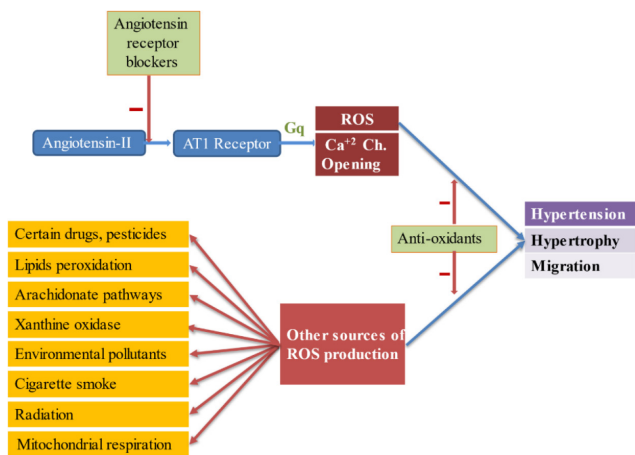 Angiotensin
receptor
blockers
–
Angiotensin-II
AT1 Receptor
Gq
ROS
Ca+² Ch.
Opening
Certain drugs, pesticides
Lipids peroxidation
Arachidonate pathways
Xanthine oxidase
Environmental pollutants
Cigarette smoke
Radiation
Mitochondrial respiration
Other sources of
ROS production
–
Anti-oxidants
–
Hypertension
Hypertrophy
Migration